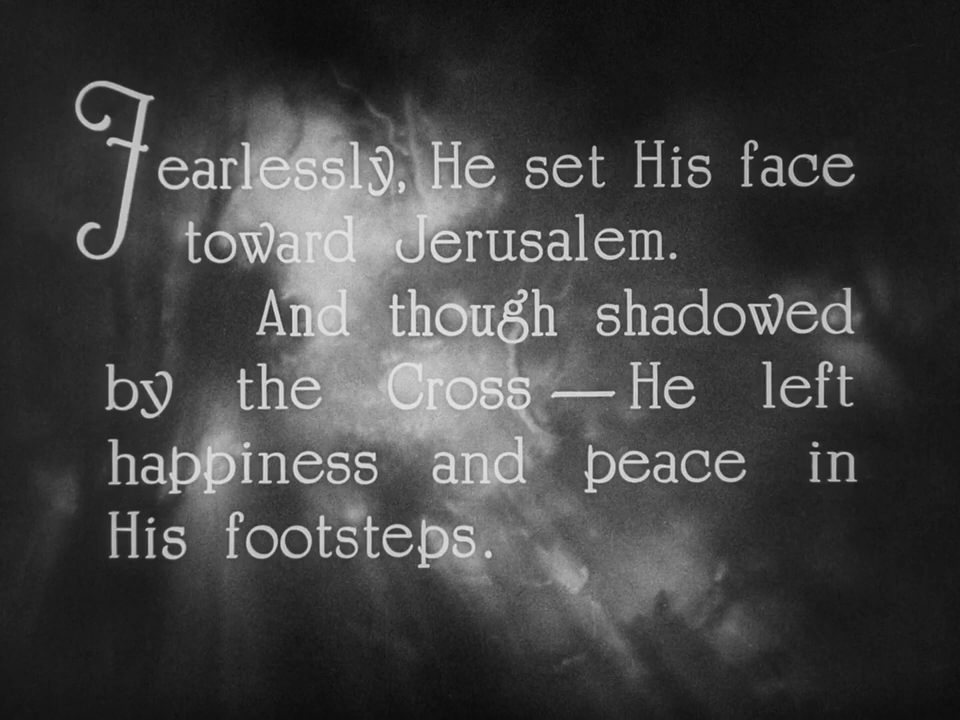 Fearlessly, He set His face
toward Jerusalem.
And though shadowed
by the Cross — He left
happiness and peace in
His footsteps.